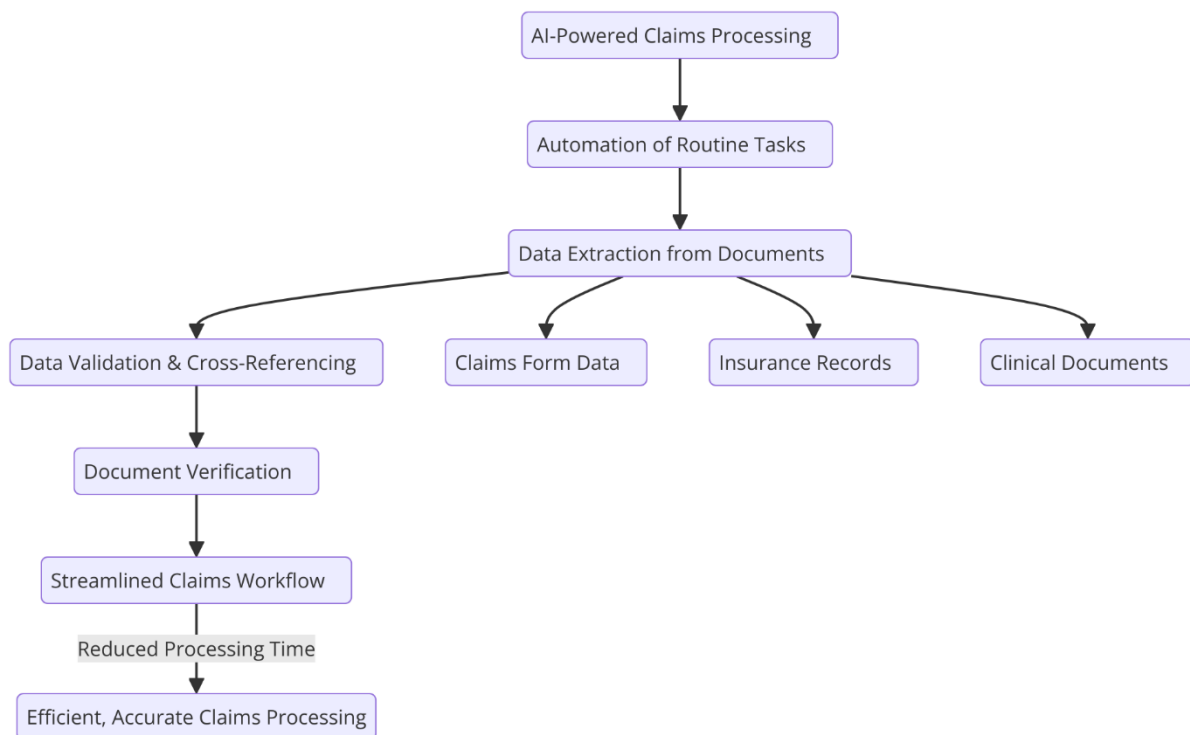 AI-Powered Claims Processing
Automation of Routine Tasks
Data Extraction from Documents
Data Validation & Cross-Referencing
Claims Form Data
Insurance Records
Clinical Documents
Document Verification
Streamlined Claims Workflow
Reduced Processing Time
Efficient, Accurate Claims Processing